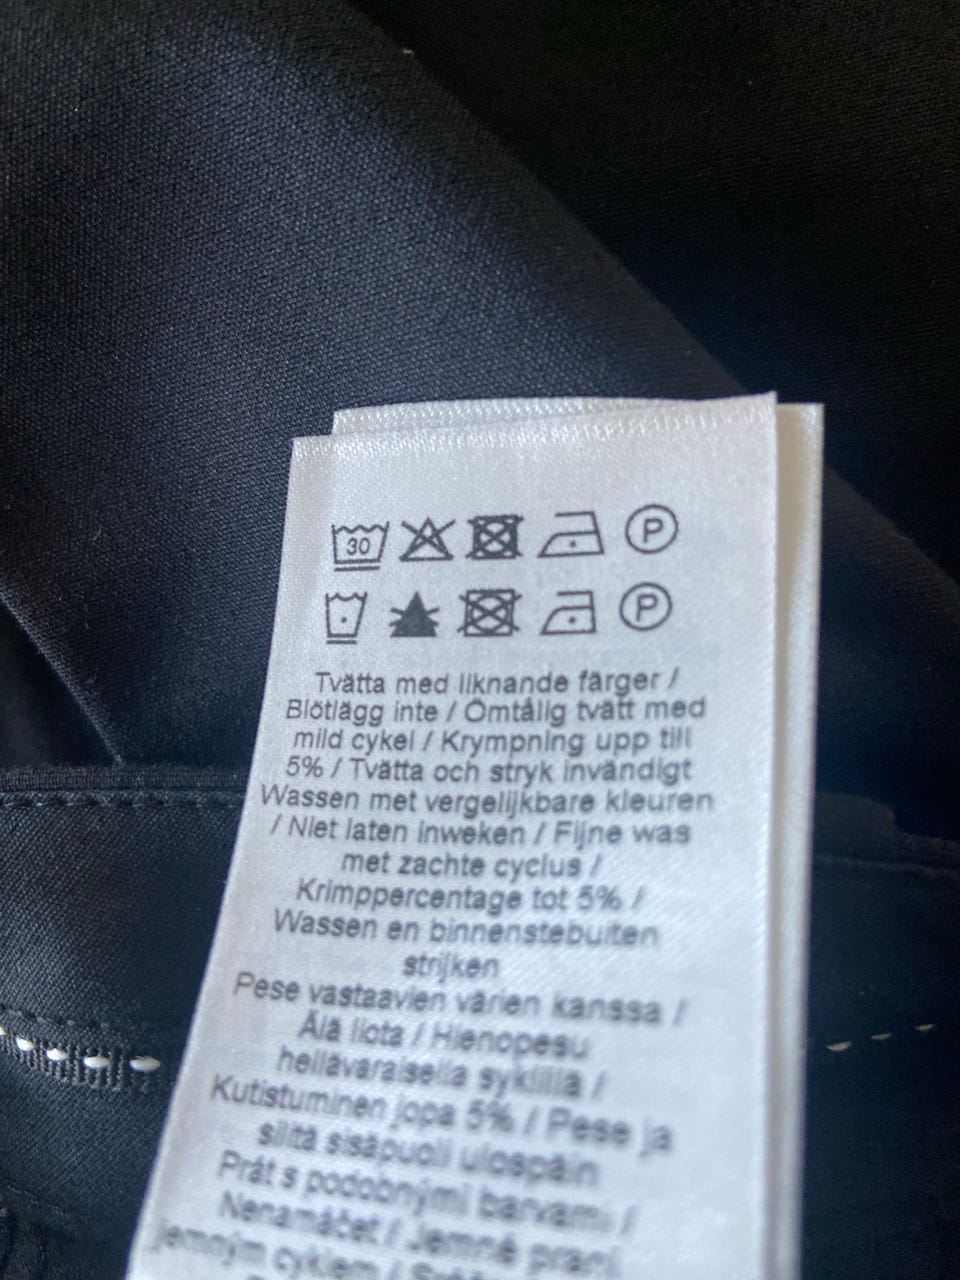 30 P
P
Tvätta med liknande färger /
Blötlägg inte / Ömtålig tvätt med
mild cykel / Krympning upp till
5% / Tvätta och stryk invändigt
Wassen met vergelijkbare kleuren
/ Niet laten inweken / Fijne was
met zachte cyclus /
Krimppercentage tot 5% /
Wassen en binnenstebuiten
strijken
Pese vastaavien värien kanssa /
Älä liota / Hienopesu
hellävaraisella syklillä /
Kutistuminen jopa 5% / Pese ja
silitä sisäpuoli ulospäin
Prát s podobnými barvami /
Nenamáčet / Jemné praní
jemným cyklem /